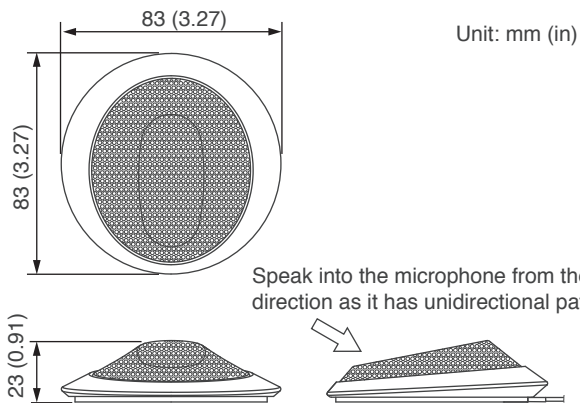 83 (3.27)
Unit: mm (in)
83 (3.27)
Speak into the microphone from the
direction as it has unidirectional pat
23 (0.91)